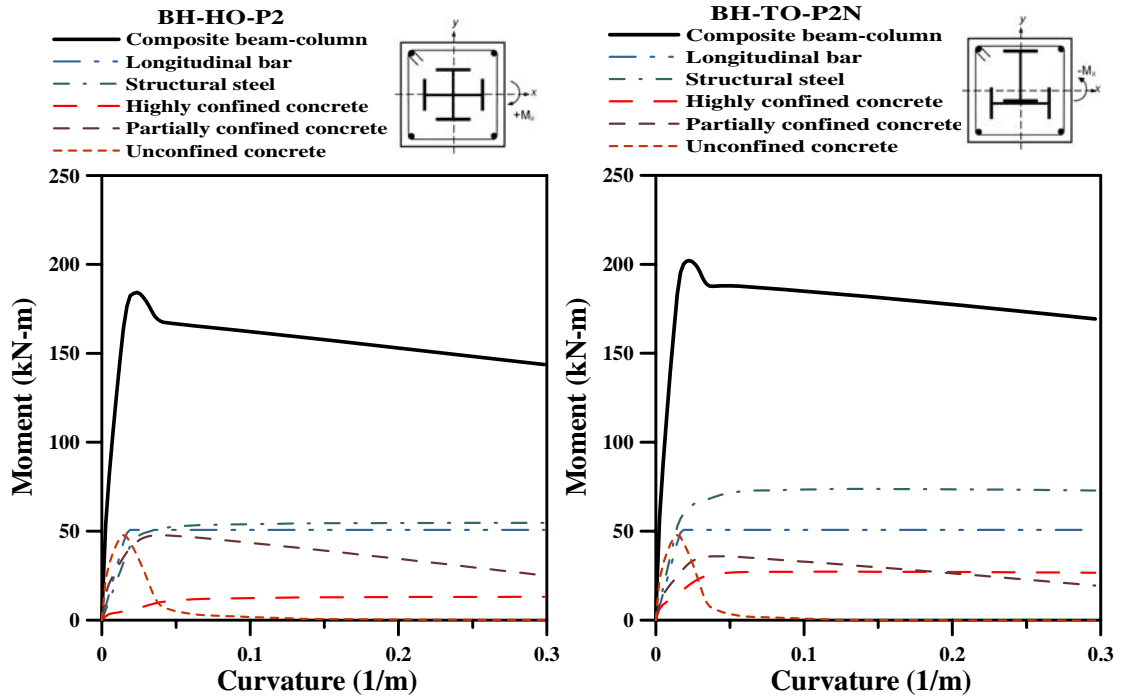 BH-HO-P2
Composite beam-column
Longitudinal bar
Structural steel
Highly confined concrete
Partially confined concrete
Unconfined concrete
y
x
+Mx
250
200
150
100
50
0
Moment (kN-m)
0
0.1
0.2
0.3
Curvature (1/m)
BH-TO-P2N
Composite beam-column
Longitudinal bar
Structural steel
Highly confined concrete
Partially confined concrete
Unconfined concrete
y
-Mx
x
250
200
150
100
50
0
Moment (kN-m)
0
0.1
0.2
0.3
Curvature (1/m)